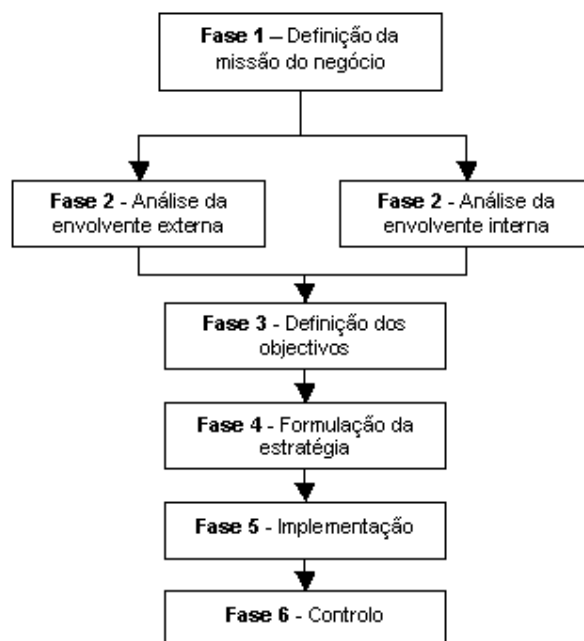 Fase 1 – Definição da
missão do negócio
Fase 2 - Análise da
envolvente externa
Fase 2 - Análise da
envolvente interna
Fase 3 - Definição dos
objectivos
Fase 4 - Formulação da
estratégia
Fase 5 - Implementação
Fase 6 - Controlo